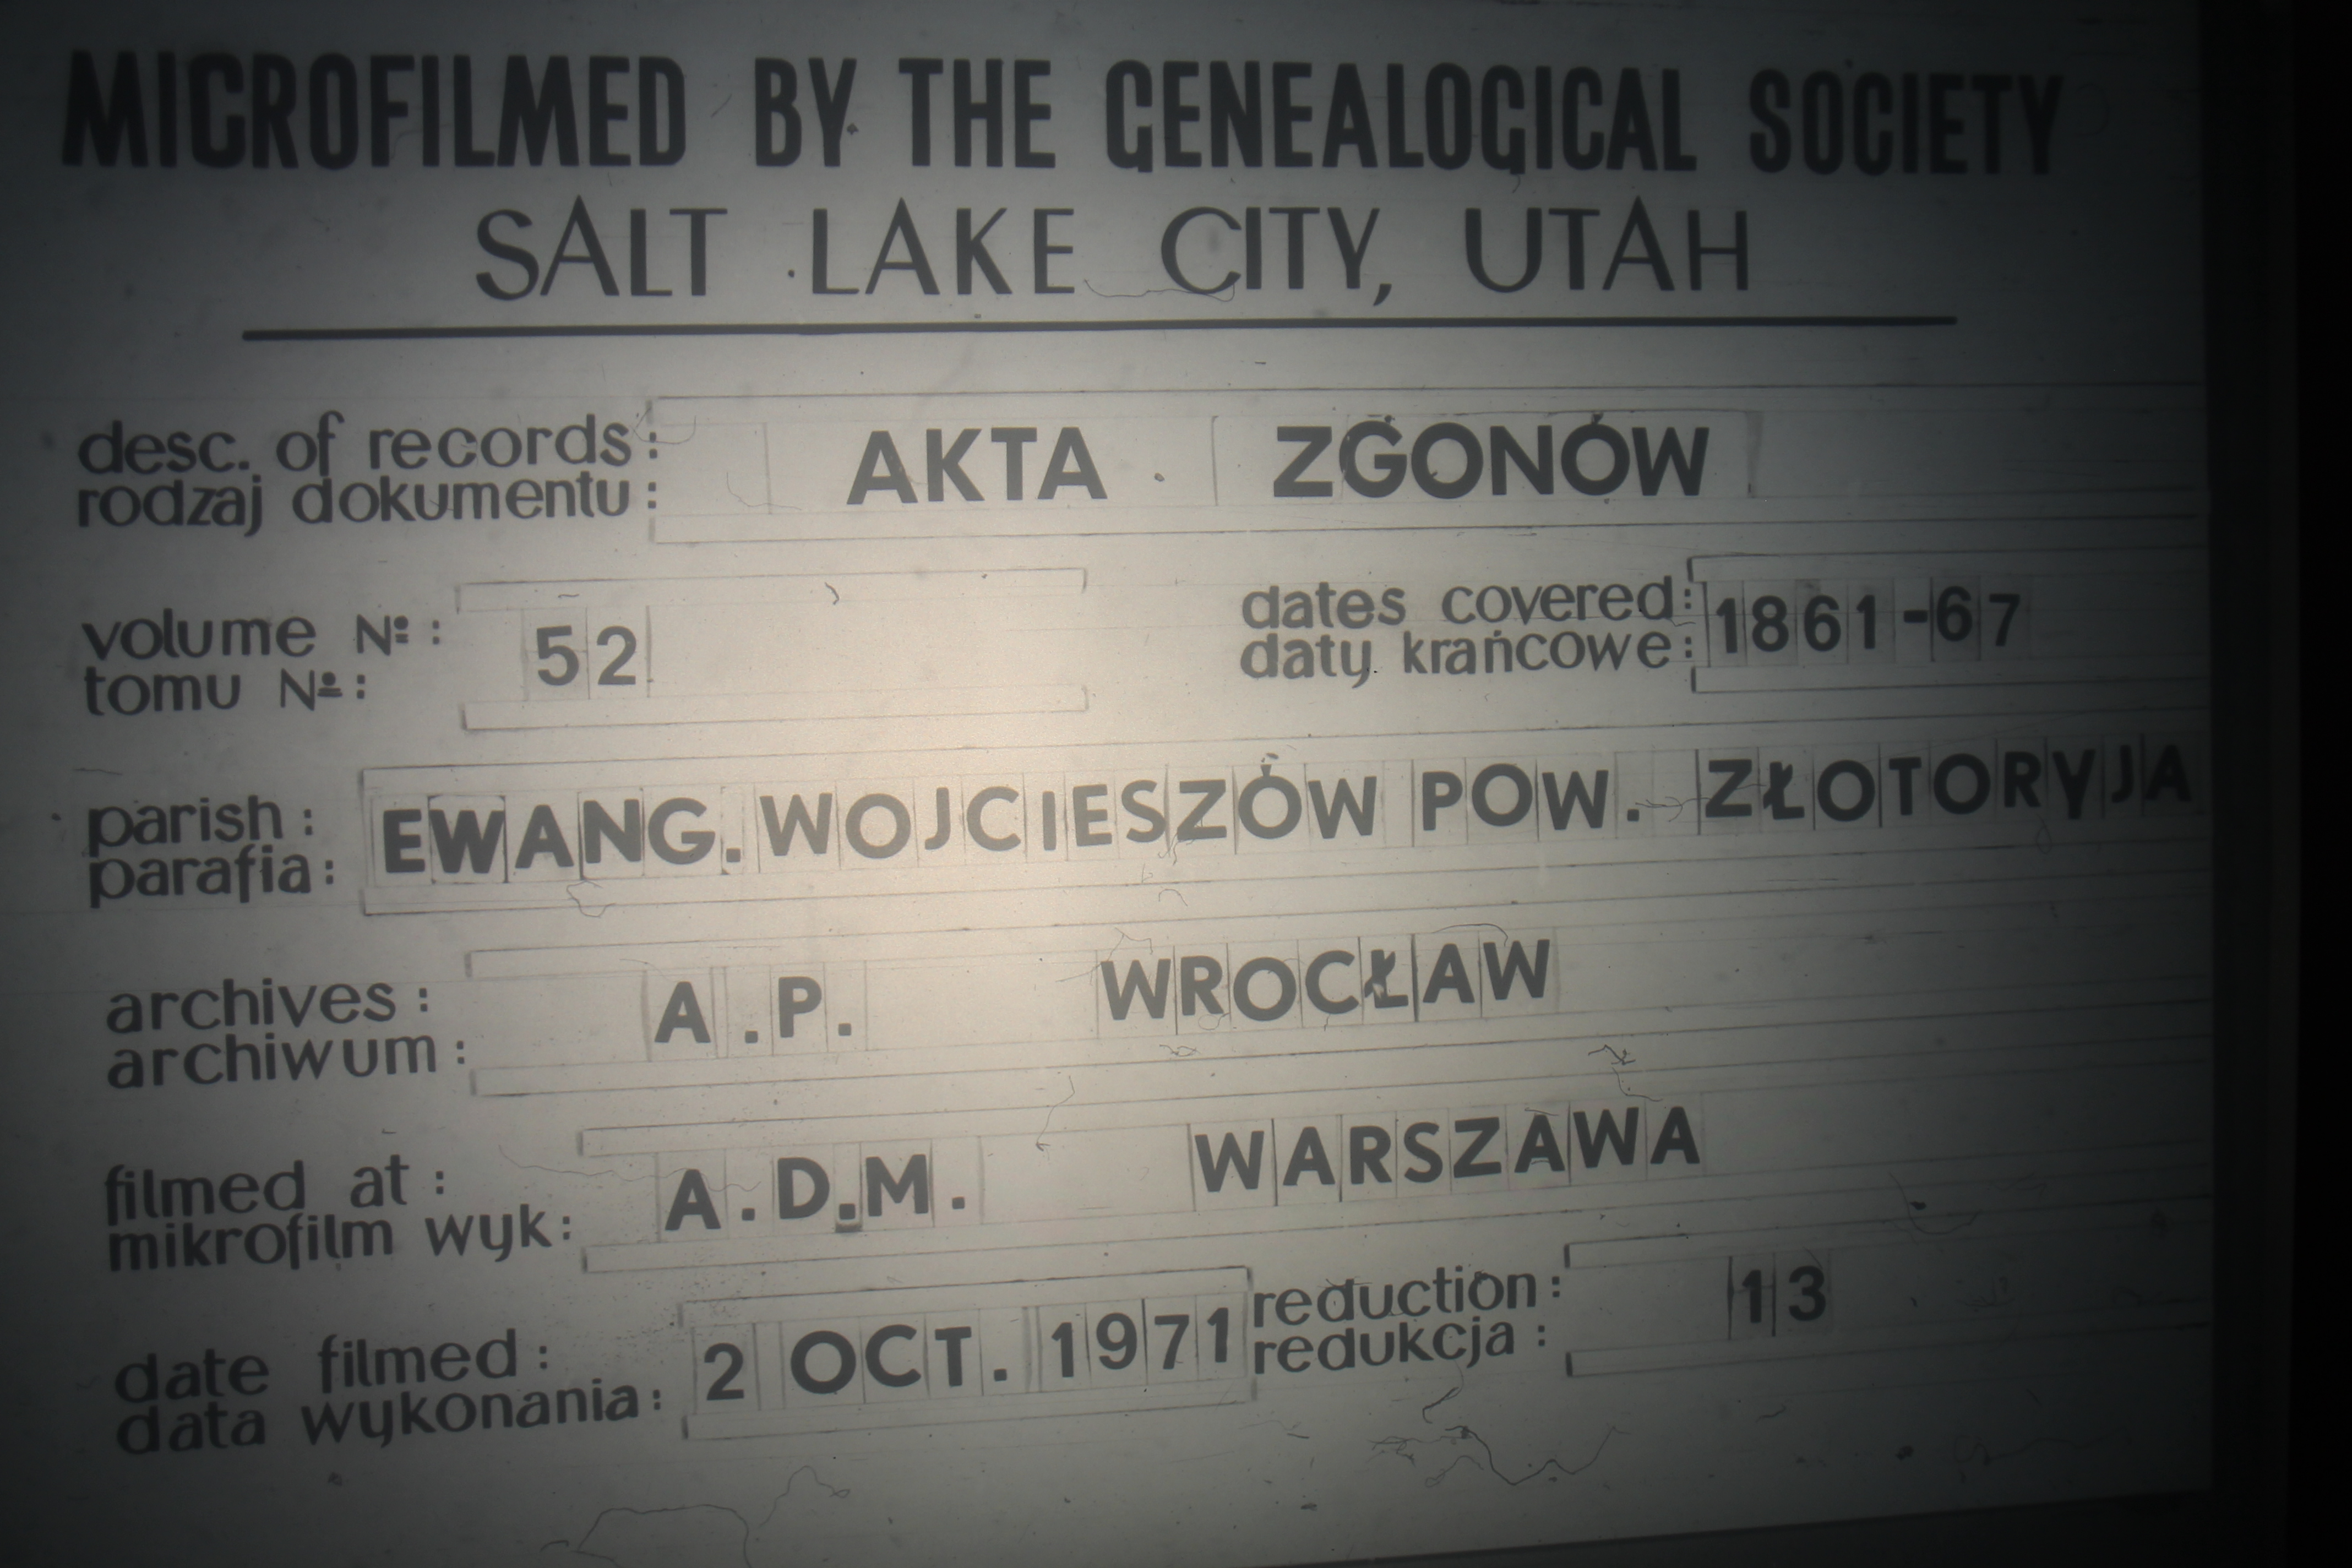 MICROFILMED BY THE GENEALOGICAL SOCIETY
SALT LAKE CITY, UTAH
desc. of records: AKTA ZGONÓW
rodzaj dokumentu:
volume Nº: 52
tomu Nº:
dates covered: 1861-67
daty krańcowe:
parish: EWANG. WOJCIESZÓW POW. ZŁOTORYJA
parafia:
archives: A.P. WROCŁAW
archiwum:
filmed at: A.D.M. WARSZAWA
mikrofilm wyk:
date filmed: 2 OCT. 1971
data wykonania:
reduction: 13
redukcja: